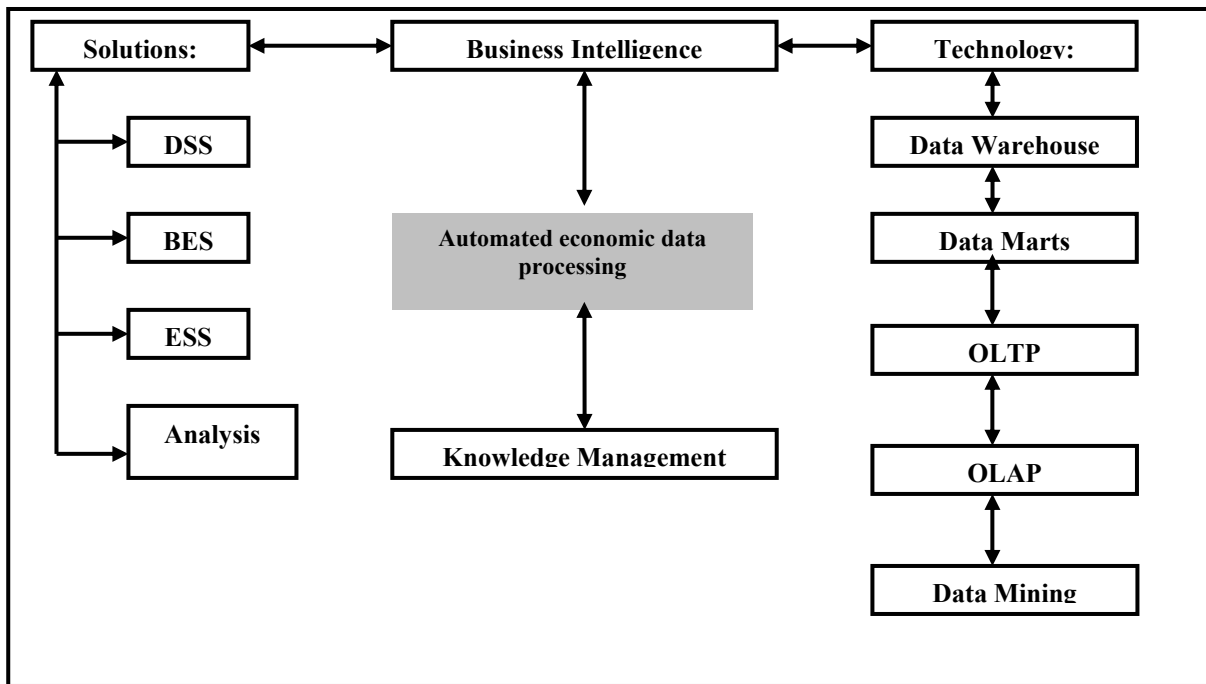 Solutions:
Business Intelligence
Technology:
DSS
Data Warehouse
BES
Automated economic data
processing
Data Marts
ESS
OLTP
Analysis
Knowledge Management
OLAP
Data Mining